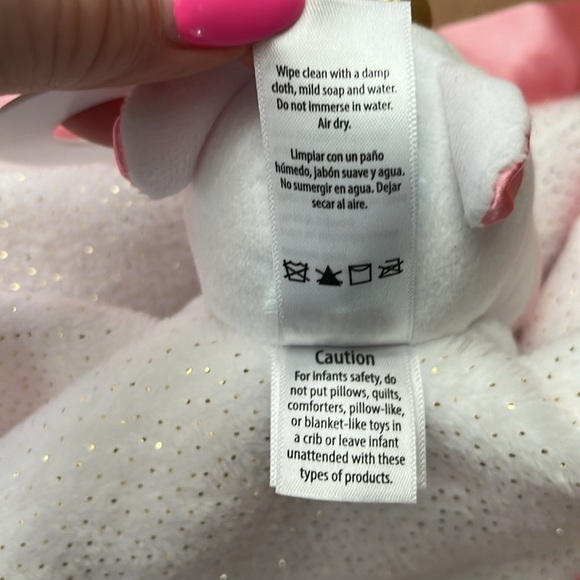 Wipe clean with a damp
cloth, mild soap and water.
Do not immerse in water.
Air dry.
Limpiar con un paño
húmedo, jabón suave y agua.
No sumergir en agua. Dejar
secar al aire.
Caution
For infants safety, do
not put pillows, quilts,
comforters, pillow-like,
or blanket-like toys in
a crib or leave infant
unattended with these
types of products.